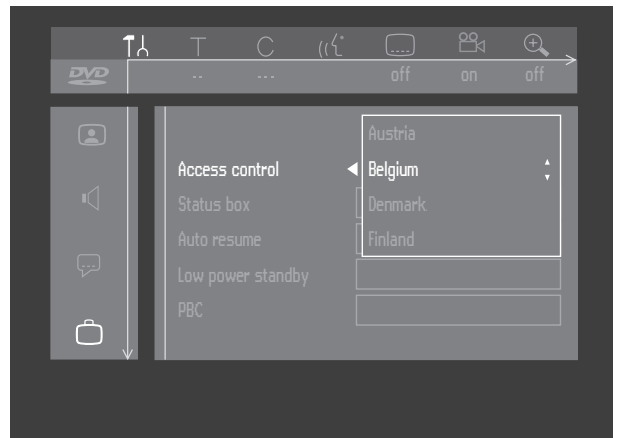 T C
DVD -- --- off on off
Austria
Access control Belgium
Status box Denmark
Auto resume Finland
Low power standby
PBC